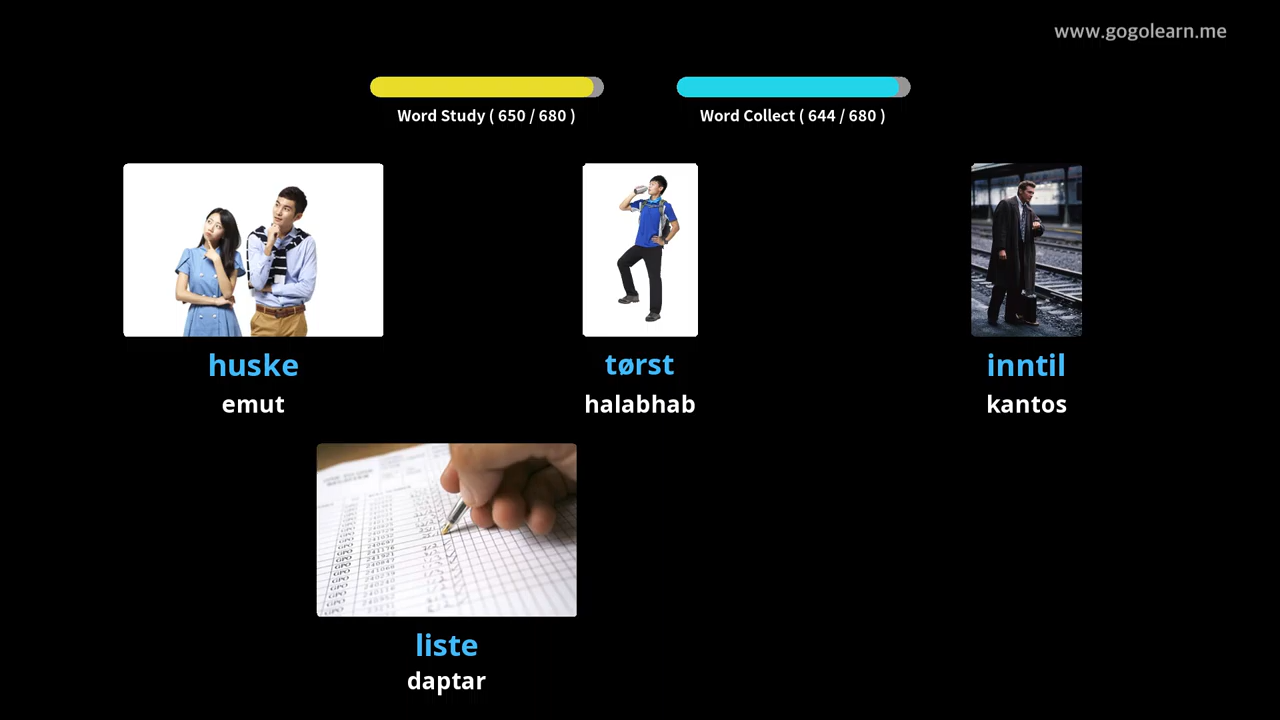 www.gogolearn.me
Word Study ( 650 / 680 )
Word Collect ( 644 / 680 )
huske
emut
tørst
halabhab
inntil
kantos
liste
daptar